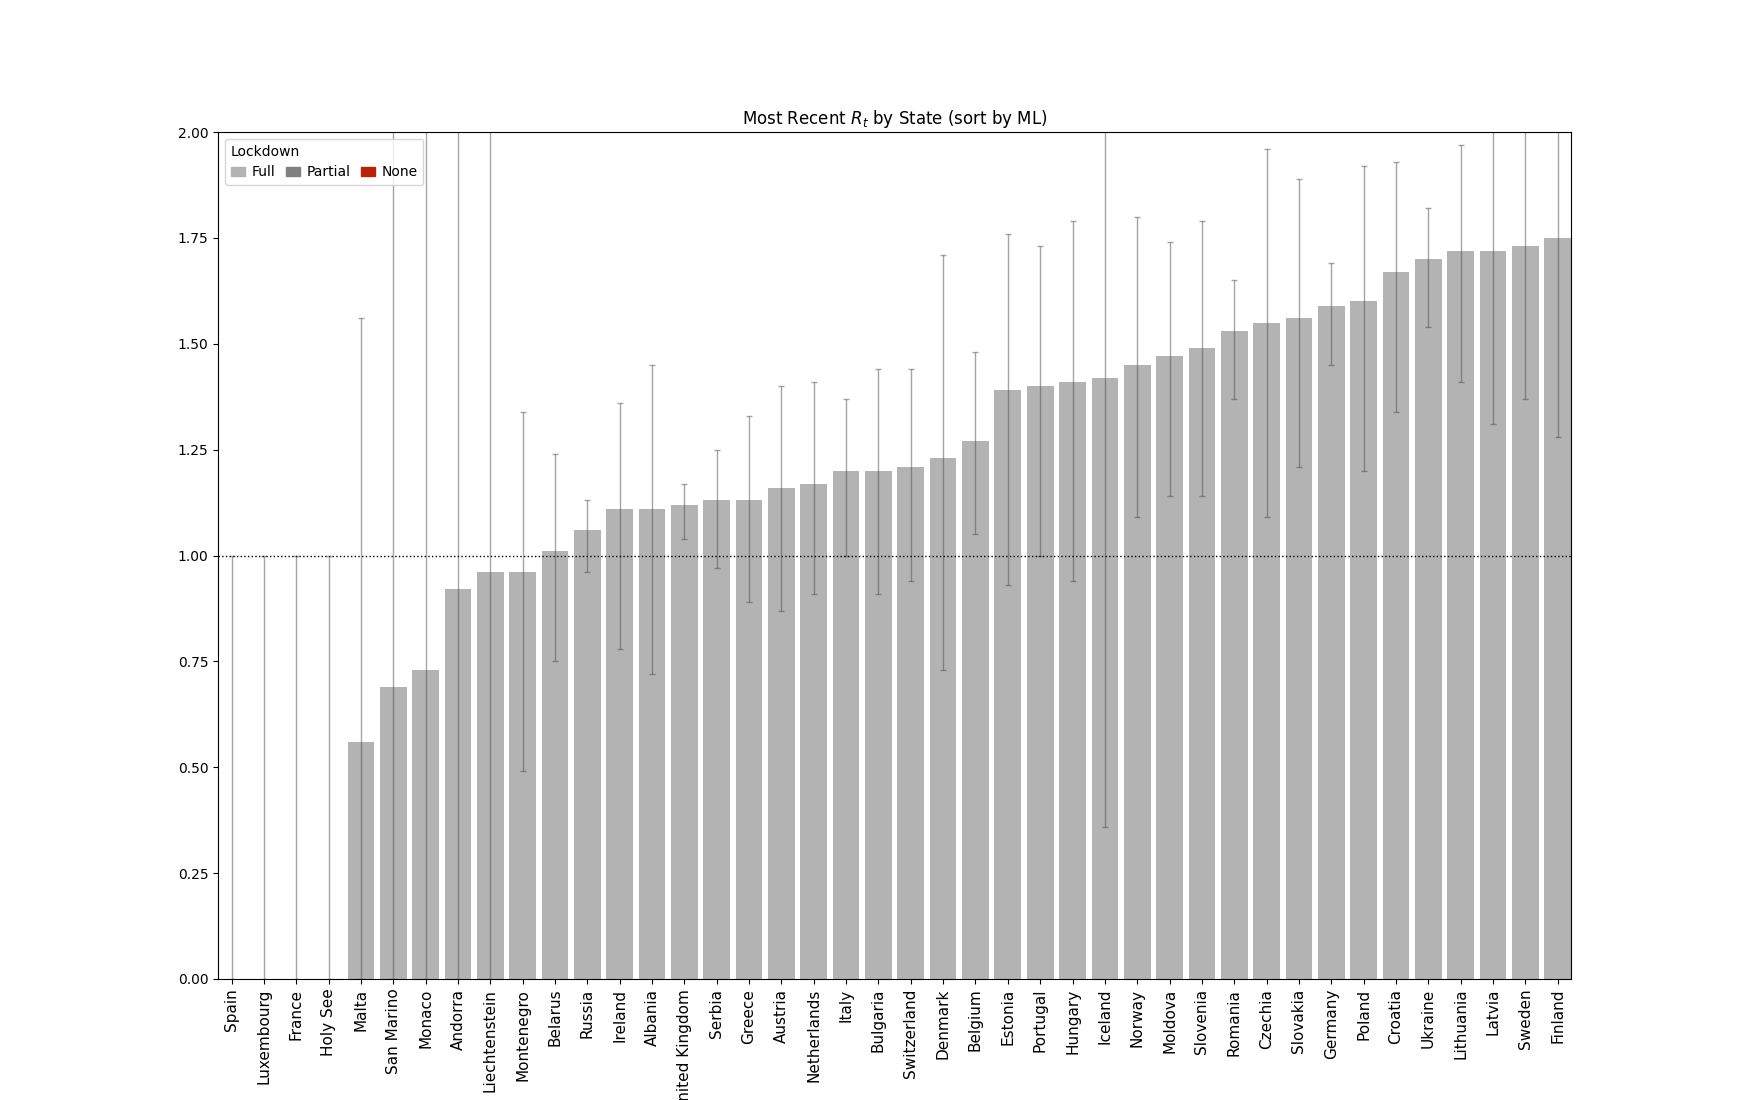 Most Recent Rt by State (sort by ML)
Lockdown
Full Partial None
2.00
1.75
1.50
1.25
1.00
0.75
0.50
0.25
0.00
Spain
Luxembourg
France
Holy See
Malta
San Marino
Monaco
Andorra
Liechtenstein
Montenegro
Belarus
Russia
Ireland
Albania
nited Kingdom
Serbia
Greece
Austria
Netherlands
Italy
Bulgaria
Switzerland
Denmark
Belgium
Estonia
Portugal
Hungary
Iceland
Norway
Moldova
Slovenia
Romania
Czechia
Slovakia
Germany
Poland
Croatia
Ukraine
Lithuania
Latvia
Sweden
Finland